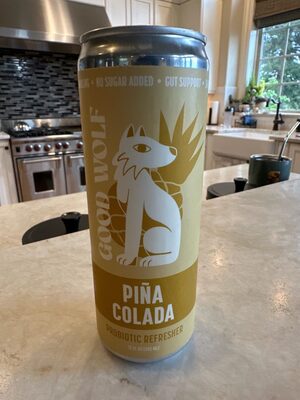 • NO SUGAR ADDED • GUT SUPPORT •
GOOD WOLF
PIÑA
COLADA
PROBIOTIC REFRESHER